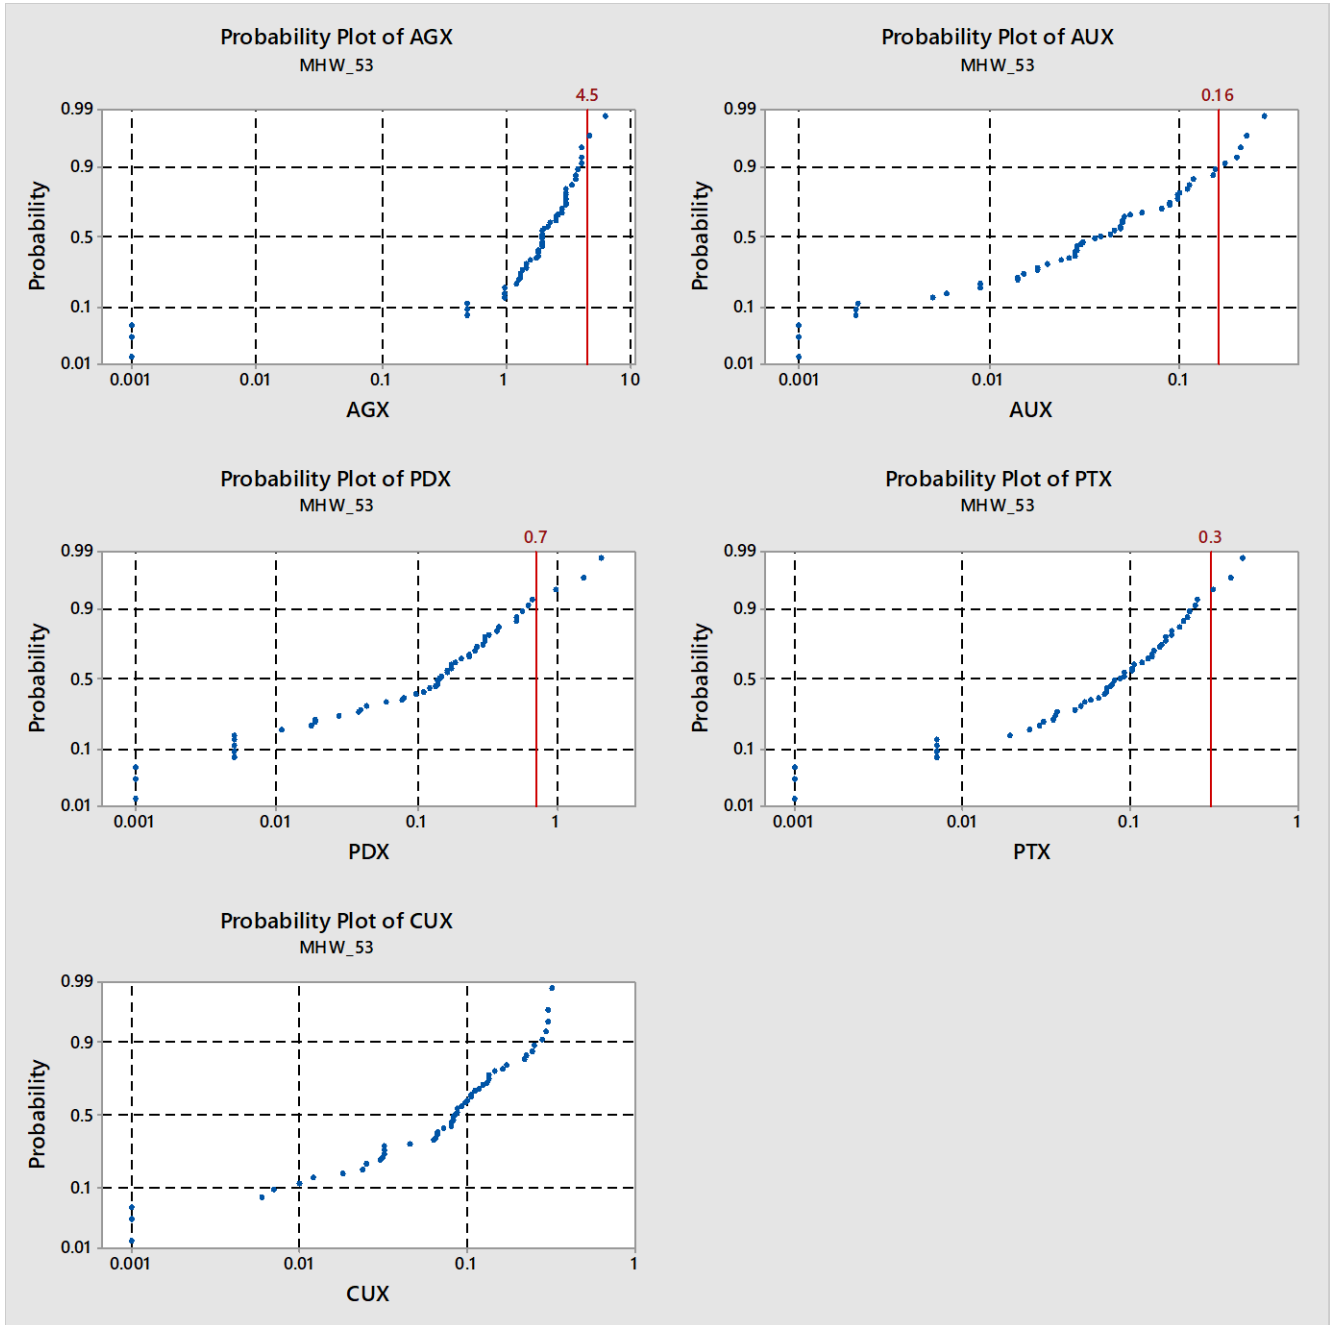 Probability Plot of AGX
MHW_53
4.5
0.99
0.9
0.5
0.1
0.01
Probability
0.001 0.01 0.1 1 10
AGX
Probability Plot of AUX
MHW_53
0.16
0.99
0.9
0.5
0.1
0.01
Probability
0.001 0.01 0.1
AUX
Probability Plot of PDX
MHW_53
0.7
0.99
0.9
0.5
0.1
0.01
Probability
0.001 0.01 0.1 1
PDX
Probability Plot of PTX
MHW_53
0.3
0.99
0.9
0.5
0.1
0.01
Probability
0.001 0.01 0.1 1
PTX
Probability Plot of CUX
MHW_53
0.99
0.9
0.5
0.1
0.01
Probability
0.001 0.01 0.1 1
CUX